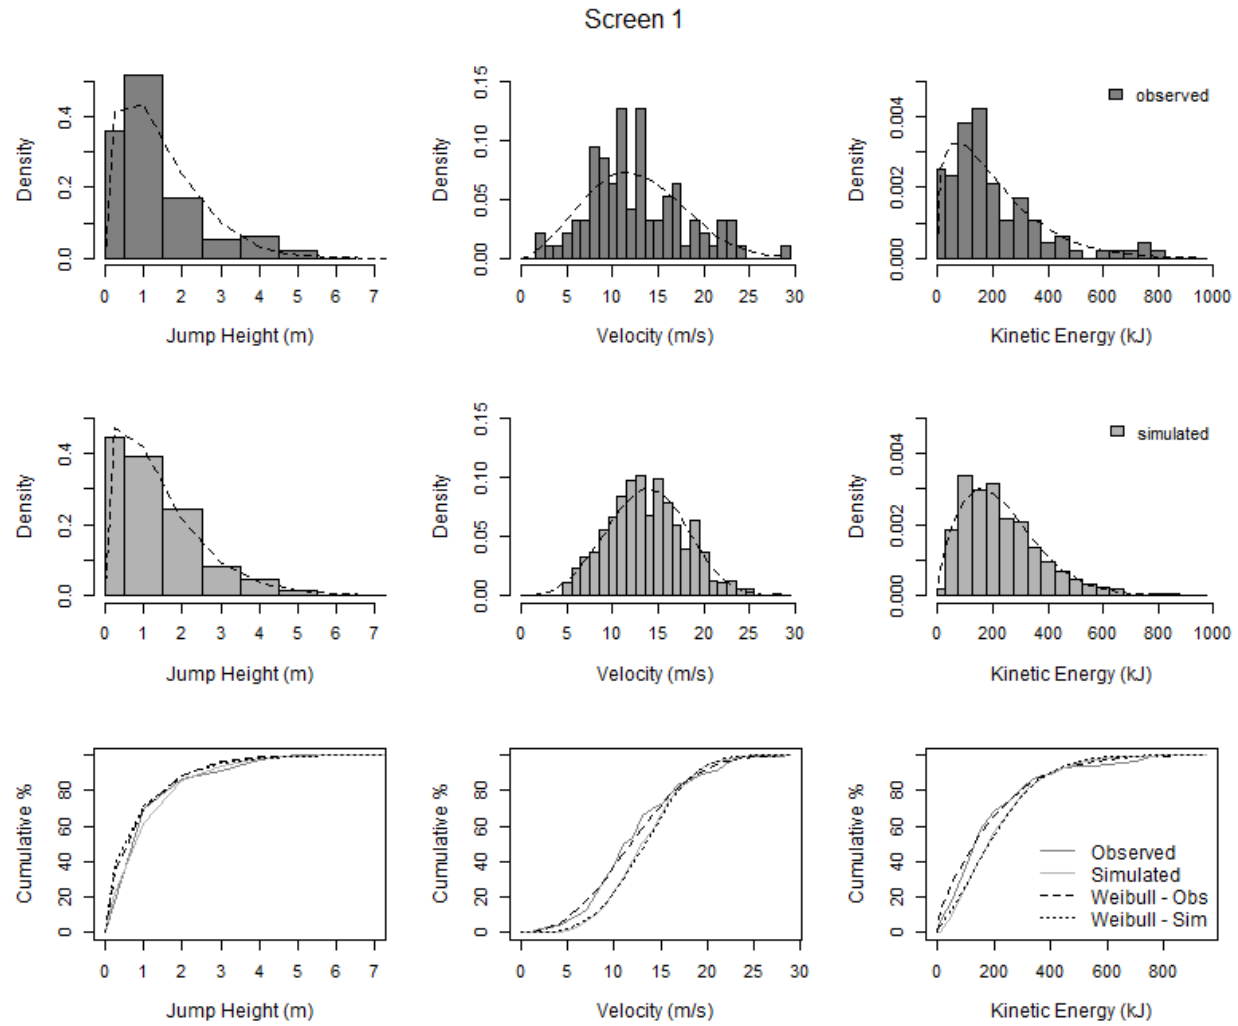 Screen 1
Density
0.0 0.2 0.4
0 1 2 3 4 5 6 7
Jump Height (m)
Density
0.00 0.05 0.10 0.15
0 5 10 15 20 25 30
Velocity (m/s)
Density
0.000 0.002 0.004
0 200 400 600 800 1000
Kinetic Energy (kJ)
observed
Density
0.0 0.2 0.4
0 1 2 3 4 5 6 7
Jump Height (m)
Density
0.00 0.05 0.10 0.15
0 5 10 15 20 25 30
Velocity (m/s)
Density
0.000 0.002 0.004
0 200 400 600 800 1000
Kinetic Energy (kJ)
simulated
Cumulative %
0 20 40 60 80
0 1 2 3 4 5 6 7
Jump Height (m)
Cumulative %
0 20 40 60 80
0 5 10 15 20 25 30
Velocity (m/s)
Cumulative %
0 20 40 60 80
0 200 400 600 800
Kinetic Energy (kJ)
Observed
Simulated
Weibull - Obs
Weibull - Sim